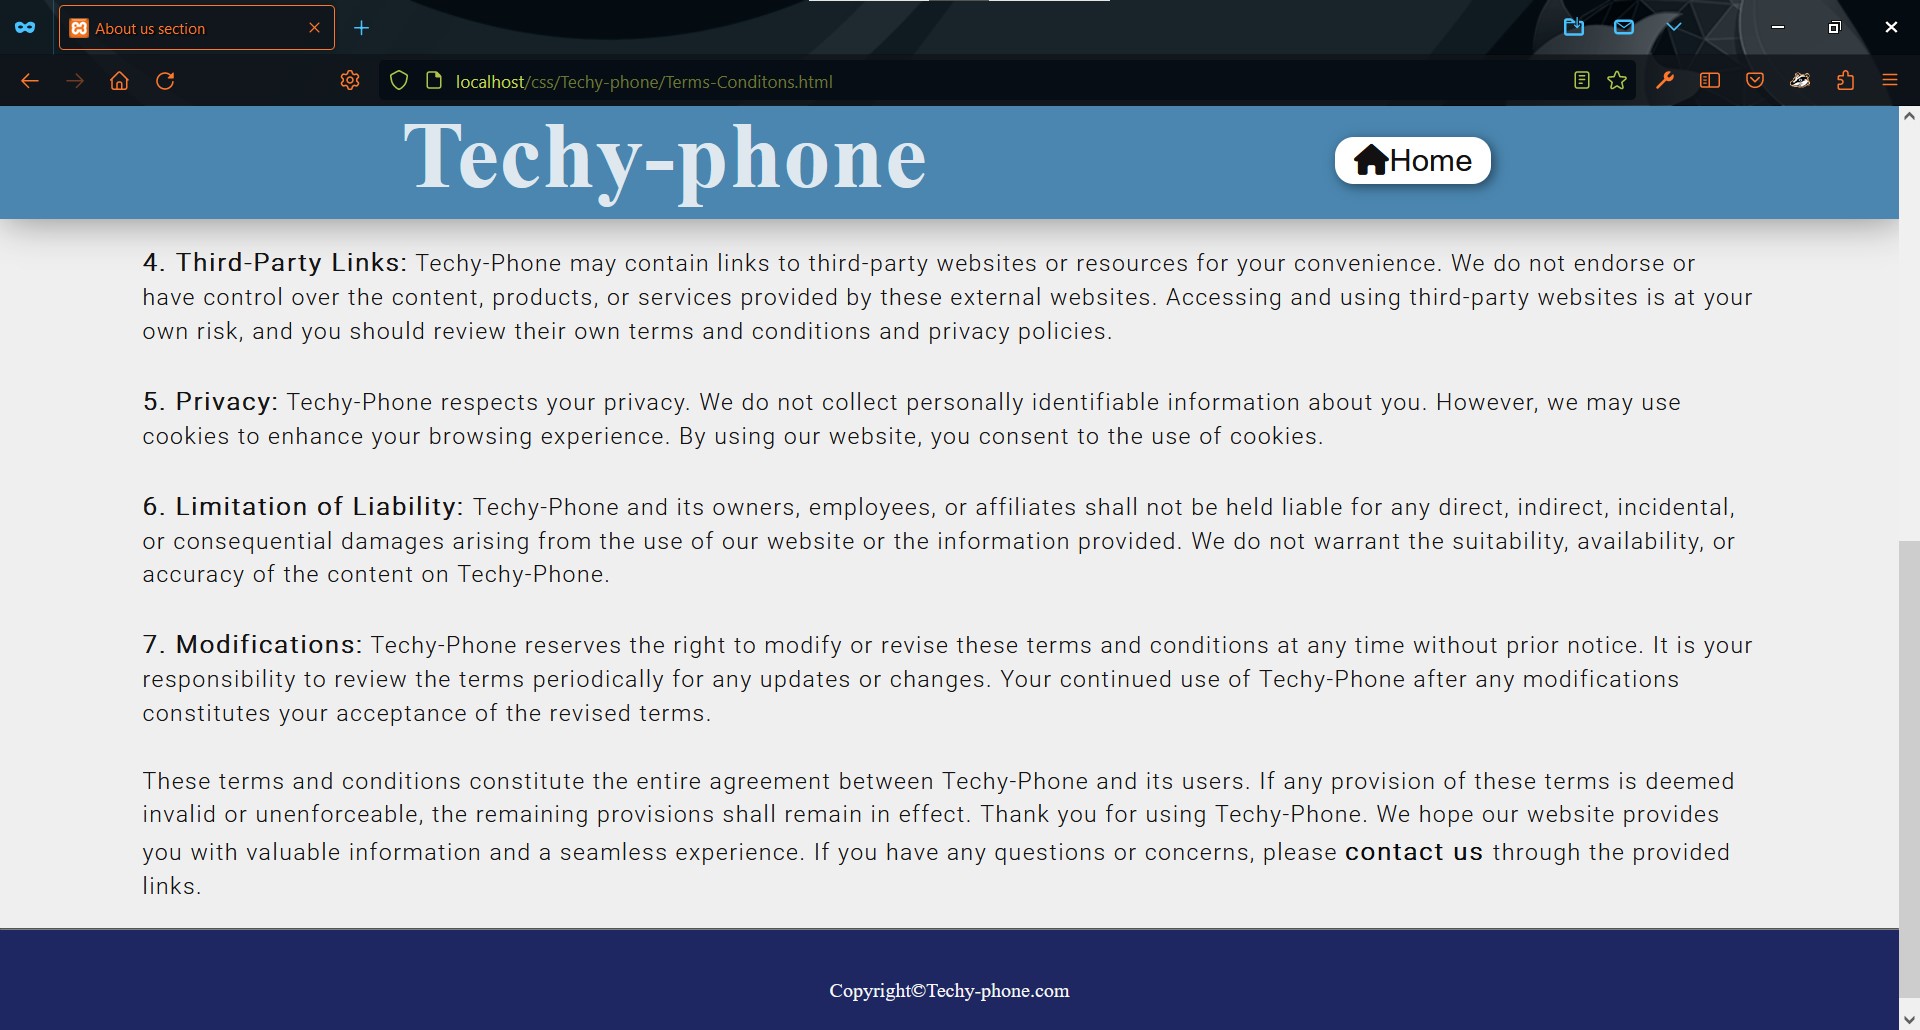 About us section
localhost/css/Techy-phone/Terms-Conditons.html
Techy-phone
Home
4. Third-Party Links: Techy-Phone may contain links to third-party websites or resources for your convenience. We do not endorse or
have control over the content, products, or services provided by these external websites. Accessing and using third-party websites is at your
own risk, and you should review their own terms and conditions and privacy policies.
5. Privacy: Techy-Phone respects your privacy. We do not collect personally identifiable information about you. However, we may use
cookies to enhance your browsing experience. By using our website, you consent to the use of cookies.
6. Limitation of Liability: Techy-Phone and its owners, employees, or affiliates shall not be held liable for any direct, indirect, incidental,
or consequential damages arising from the use of our website or the information provided. We do not warrant the suitability, availability, or
accuracy of the content on Techy-Phone.
7. Modifications: Techy-Phone reserves the right to modify or revise these terms and conditions at any time without prior notice. It is your
responsibility to review the terms periodically for any updates or changes. Your continued use of Techy-Phone after any modifications
constitutes your acceptance of the revised terms.
These terms and conditions constitute the entire agreement between Techy-Phone and its users. If any provision of these terms is deemed
invalid or unenforceable, the remaining provisions shall remain in effect. Thank you for using Techy-Phone. We hope our website provides
you with valuable information and a seamless experience. If you have any questions or concerns, please contact us through the provided
links.
Copyright©Techy-phone.com